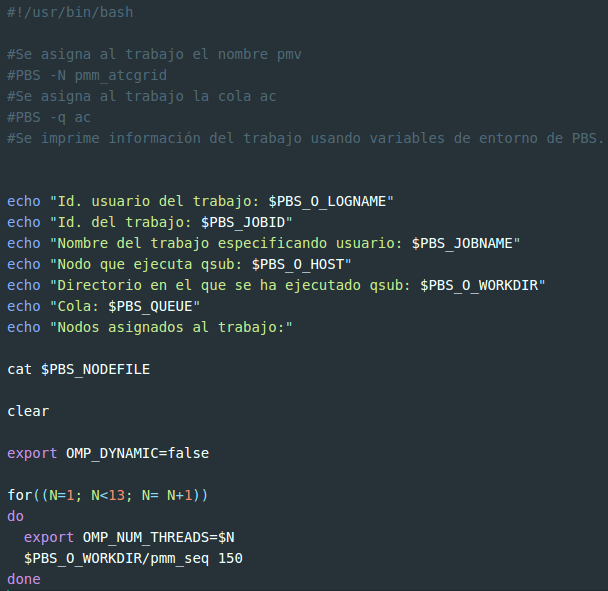 #!/usr/bin/bash
#Se asigna al trabajo el nombre pmv
#PBS -N pmm_atcgrid
#Se asigna al trabajo la cola ac
#PBS -q ac
#Se imprime información del trabajo usando variables de entorno de PBS.
echo "Id. usuario del trabajo: $PBS_O_LOGNAME"
echo "Id. del trabajo: $PBS_JOBID"
echo "Nombre del trabajo especificando usuario: $PBS_JOBNAME"
echo "Nodo que ejecuta qsub: $PBS_O_HOST"
echo "Directorio en el que se ha ejecutado qsub: $PBS_O_WORKDIR"
echo "Cola: $PBS_QUEUE"
echo "Nodos asignados al trabajo:"
cat $PBS_NODEFILE
clear
export OMP_DYNAMIC=false
for((N=1; N<13; N= N+1))
do
  export OMP_NUM_THREADS=$N
  $PBS_O_WORKDIR/pmm_seq 150
done